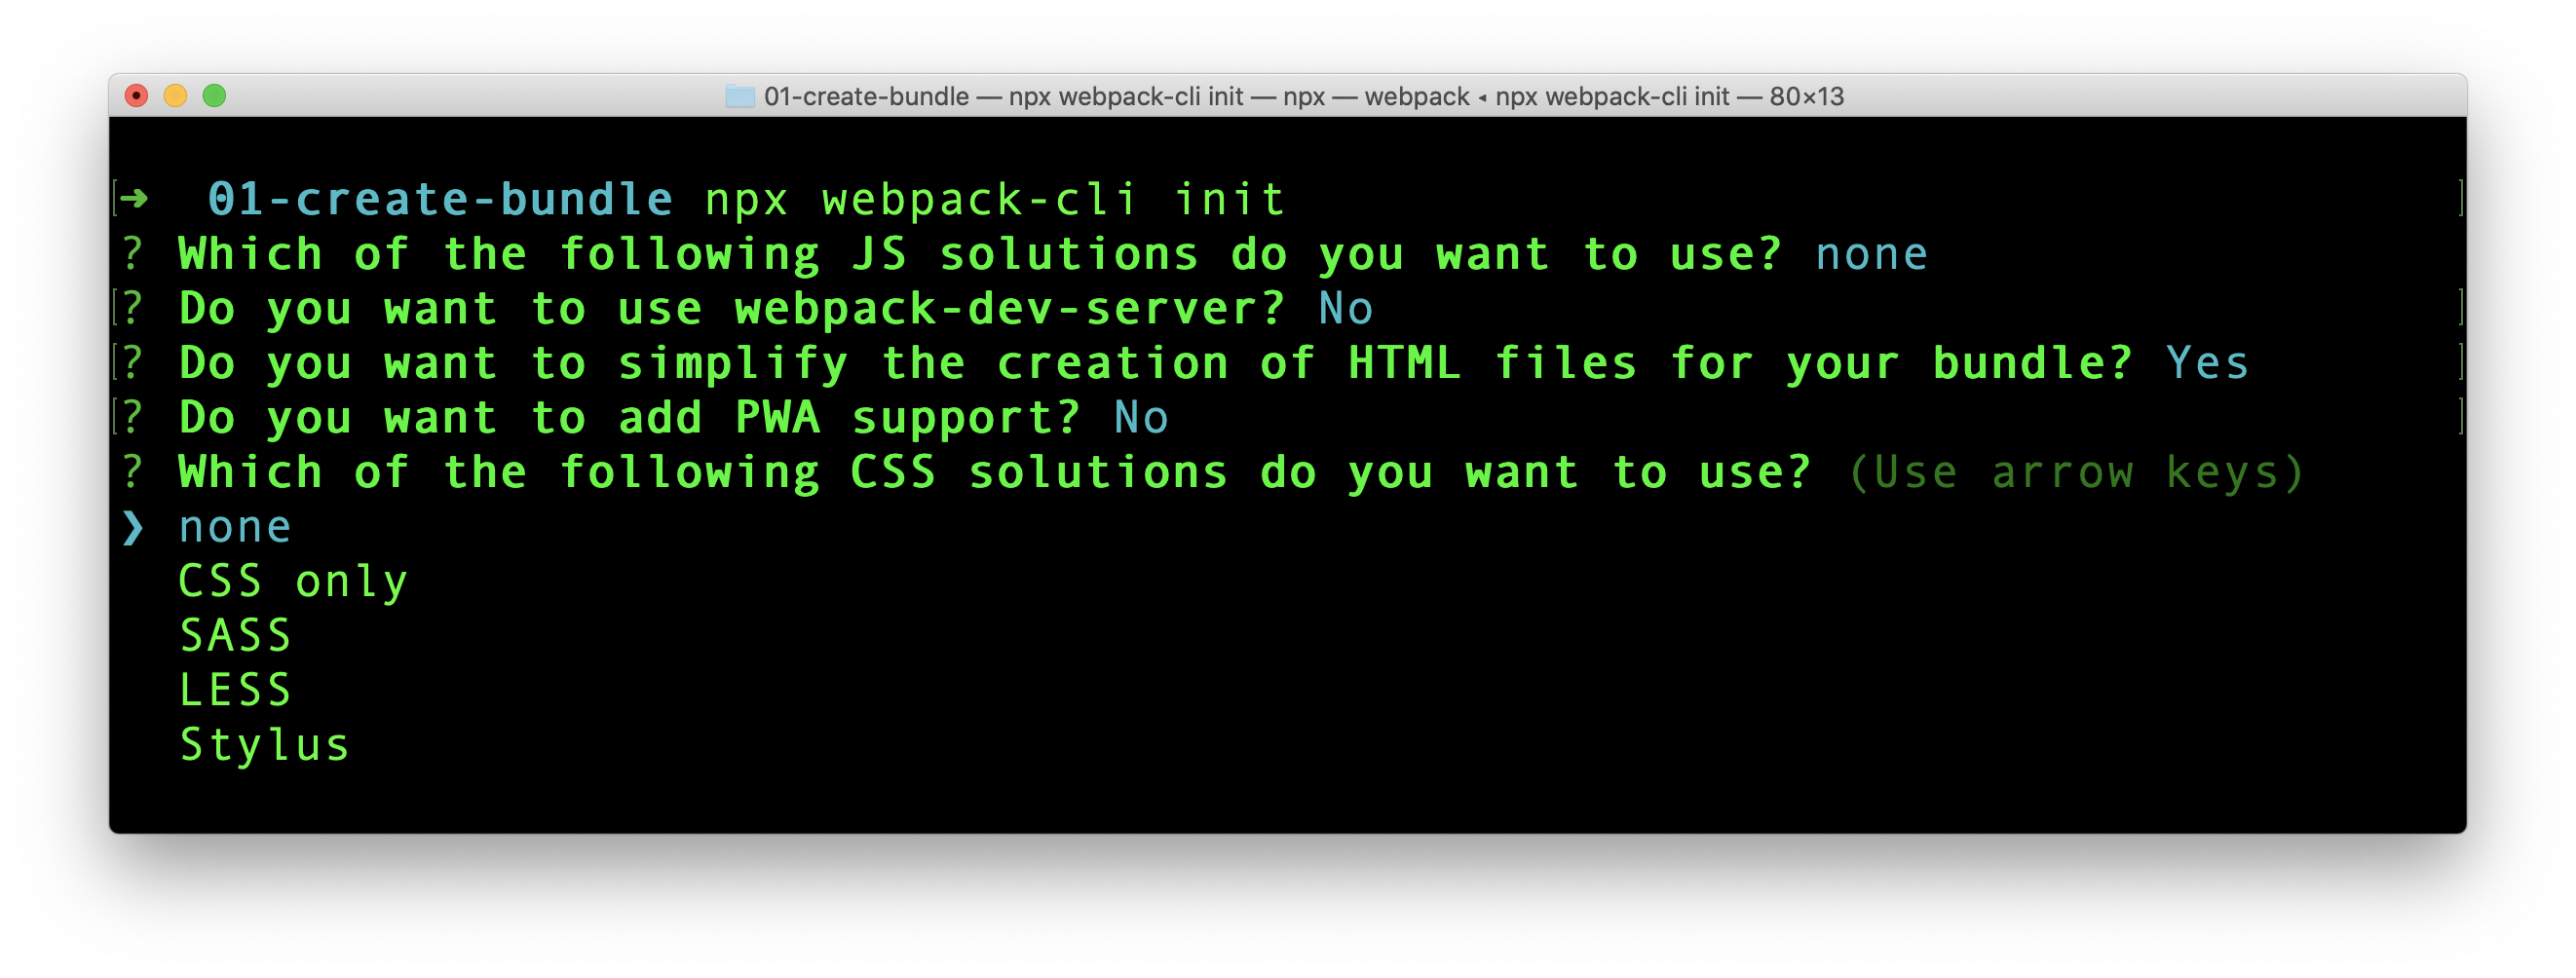 01-create-bundle — npx webpack-cli init — npx — webpack ◂ npx webpack-cli init — 80×13
[➜  01-create-bundle npx webpack-cli init ]
? Which of the following JS solutions do you want to use? none
[? Do you want to use webpack-dev-server? No ]
[? Do you want to simplify the creation of HTML files for your bundle? Yes ]
[? Do you want to add PWA support? No ]
? Which of the following CSS solutions do you want to use? (Use arrow keys)
❯ none
CSS only
SASS
LESS
Stylus